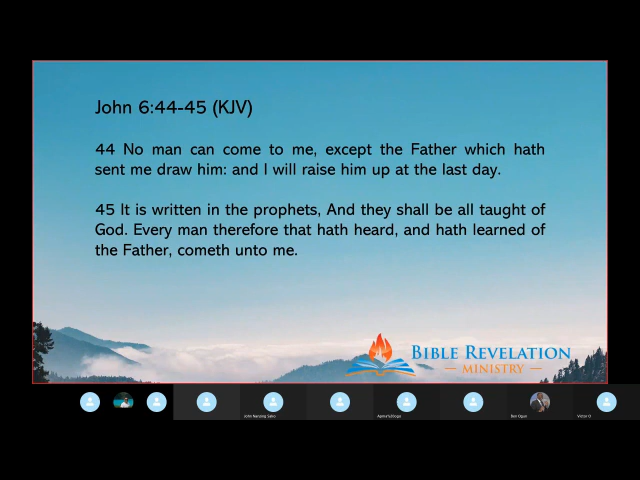 John 6:44-45 (KJV)
44 No man can come to me, except the Father which hath
sent me draw him: and I will raise him up at the last day.
45 It is written in the prophets, And they shall be all taught of
God. Every man therefore that hath heard, and hath learned of
the Father, cometh unto me.
BIBLE REVELATION
MINISTRY